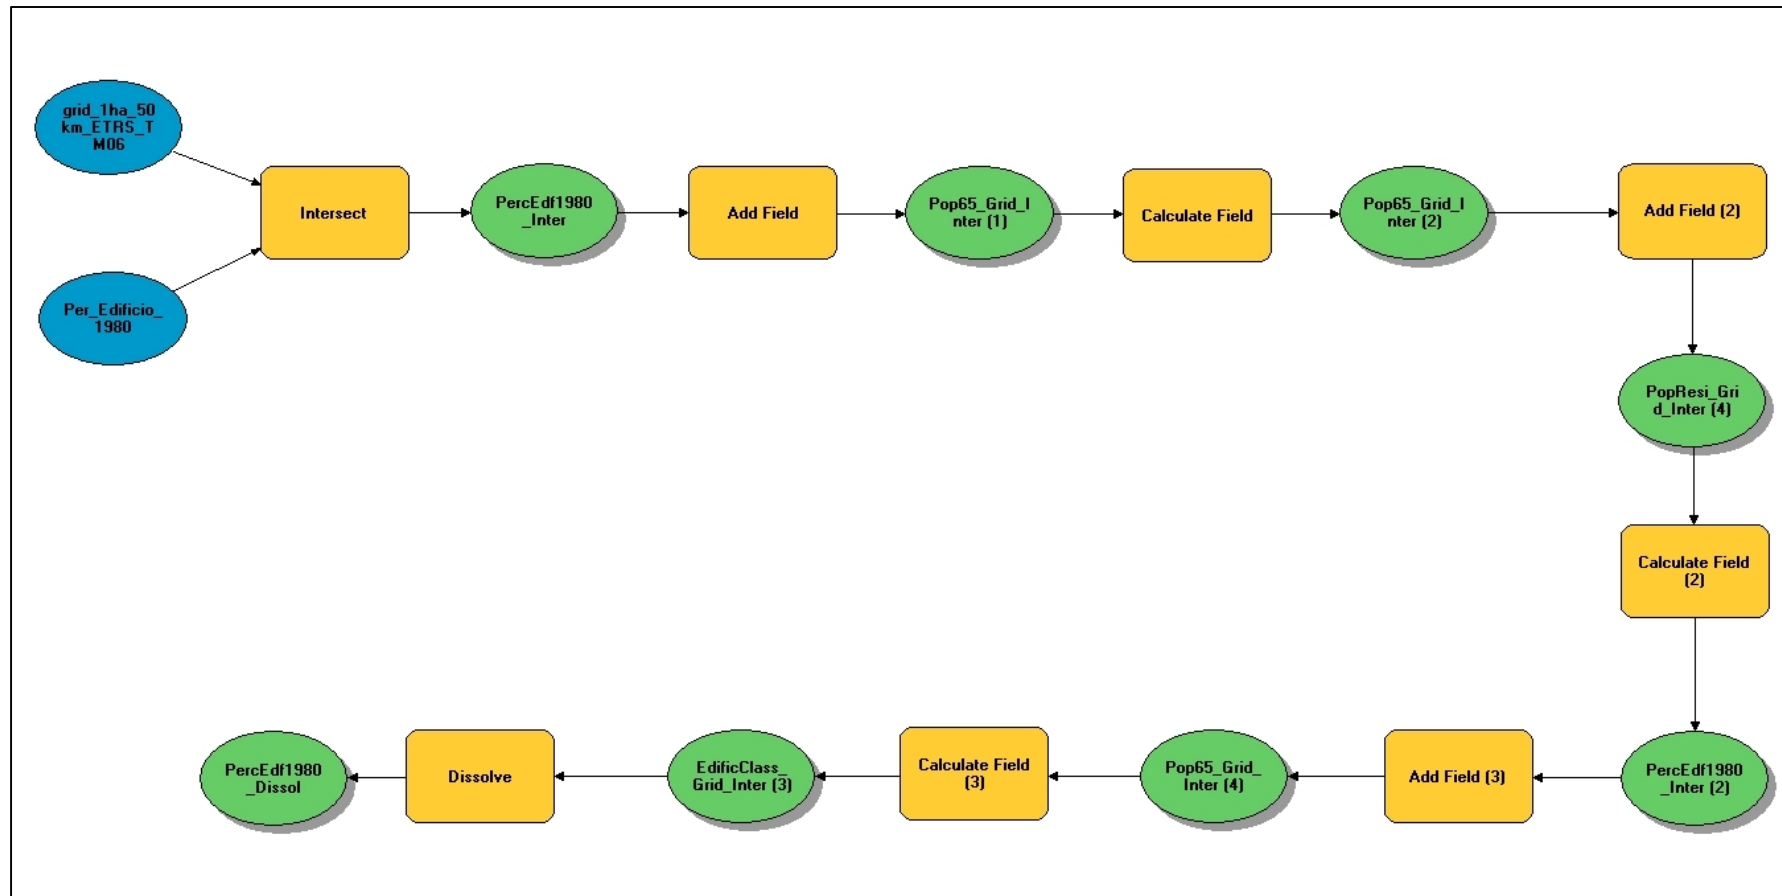 grid_1ha_50
km_ETRS_T
M06
Per_Edificio_
1980
Intersect
PercEdf1980
_Inter
Add Field
Pop65_Grid_I
nter (1)
Calculate Field
Pop65_Grid_I
nter (2)
Add Field (2)
PopResi_Gri
d_Inter (4)
Calculate Field
(2)
PercEdf1980
_Inter (2)
Add Field (3)
Pop65_Grid_
Inter (4)
Calculate Field
(3)
EdificClass_
Grid_Inter (3)
Dissolve
PercEdf1980
_Dissol